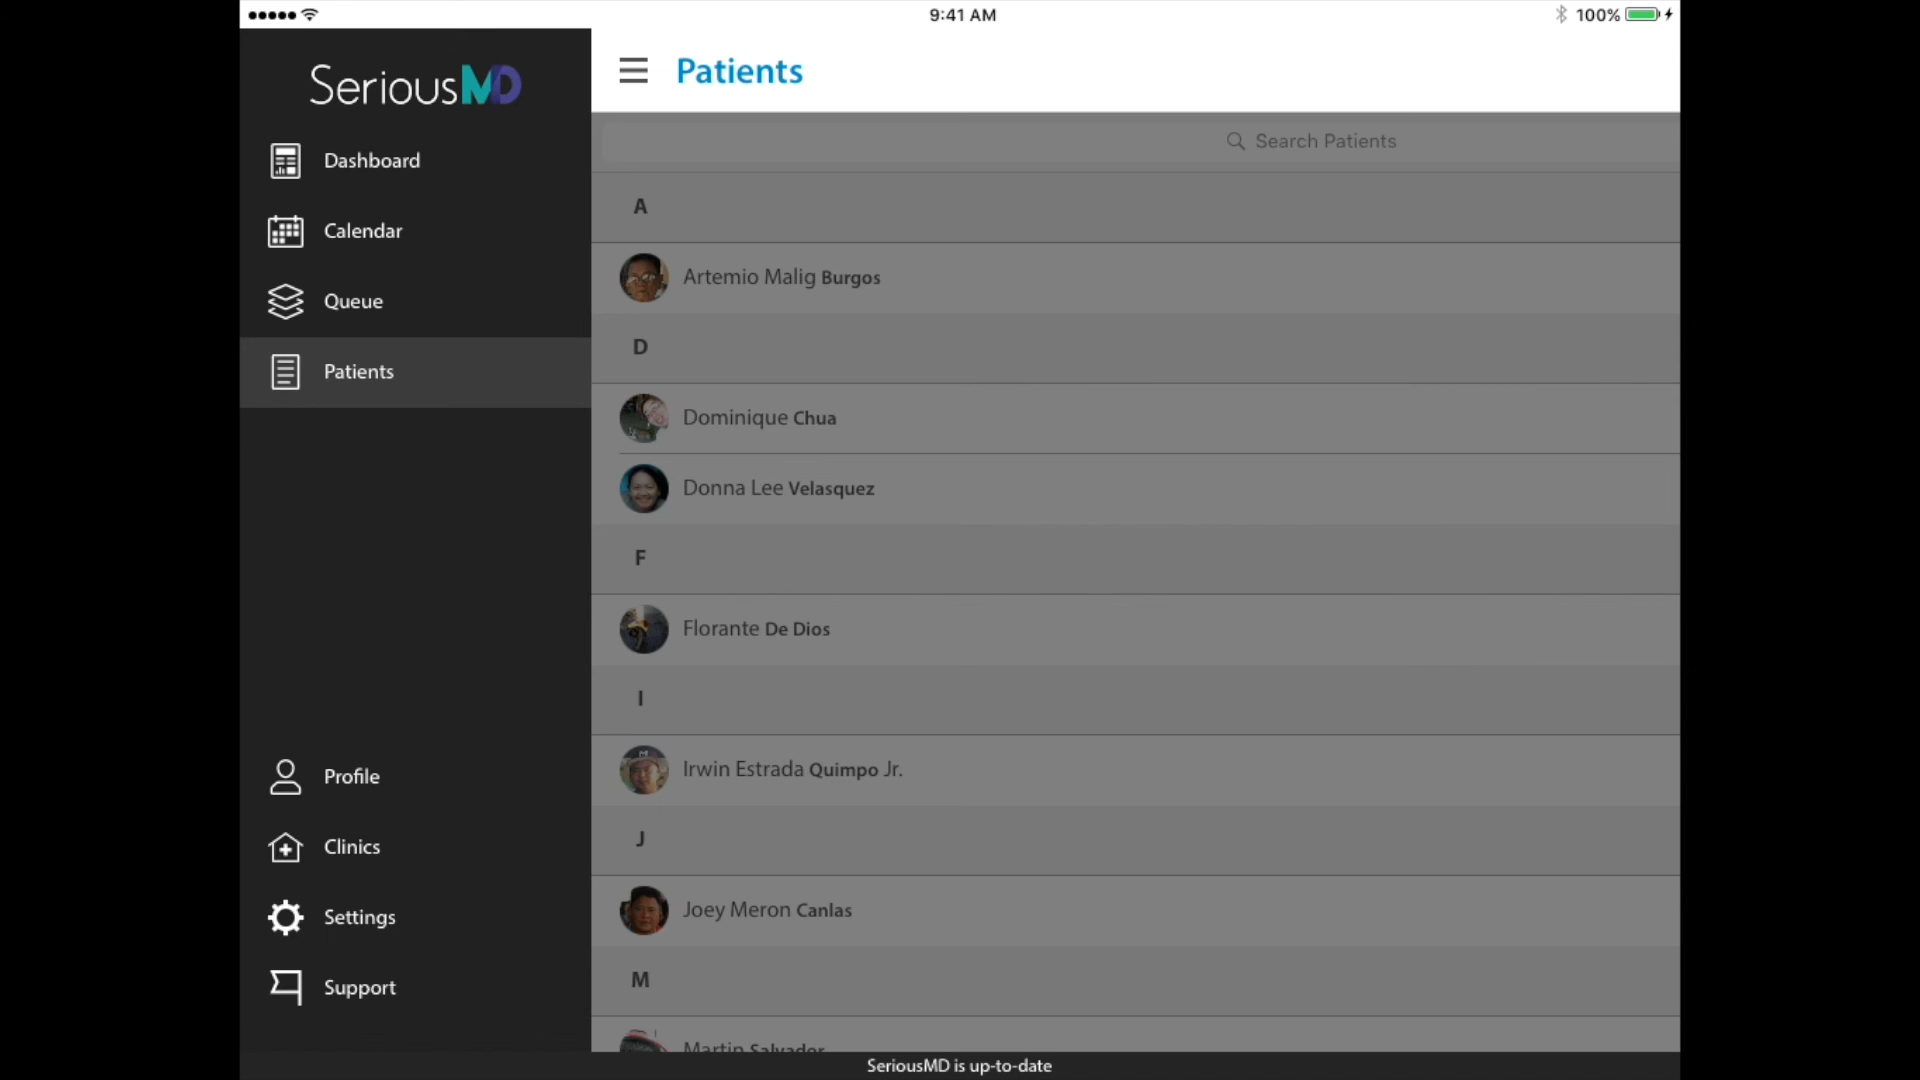 9:41 AM
100%
SeriousMD
Patients
Dashboard
Calendar
Queue
Patients
Profile
Clinics
Settings
Support
Search Patients
A
Artemio Malig Burgos
D
Dominique Chua
Donna Lee Velasquez
F
Florante De Dios
I
Irwin Estrada Quimpo Jr.
J
Joey Meron Canlas
M
Martin Salvador
SeriousMD is up-to-date